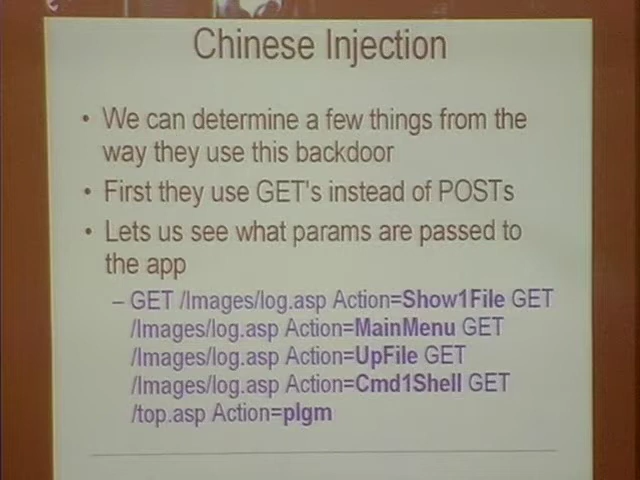 Chinese Injection
• We can determine a few things from the
way they use this backdoor
• First they use GET's instead of POSTs
• Lets us see what params are passed to
the app
– GET /Images/log.asp Action=Show1File GET
/Images/log.asp Action=MainMenu GET
/Images/log.asp Action=UpFile GET
/Images/log.asp Action=Cmd1Shell GET
/top.asp Action=plgm